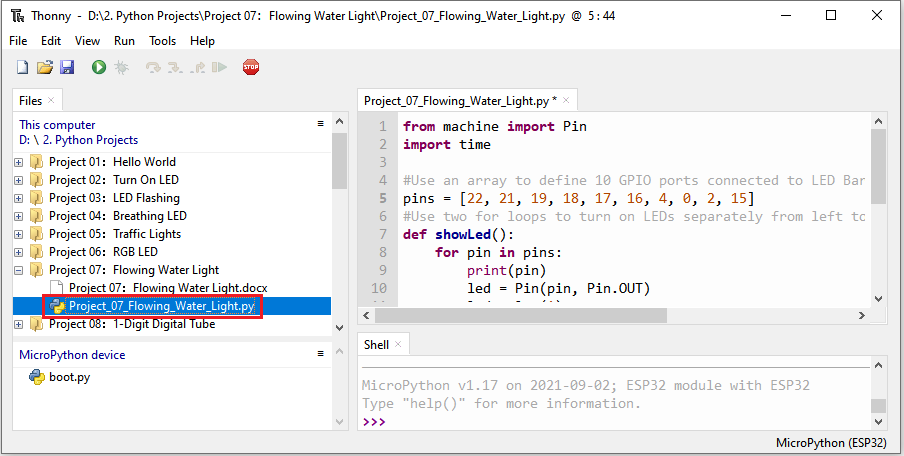 Thonny - D:\2. Python Projects\Project 07：Flowing Water Light\Project_07_Flowing_Water_Light.py @ 5:44
File Edit View Run Tools Help
STOP
Files
This computer
D: \ 2. Python Projects
Project 01：Hello World
Project 02：Turn On LED
Project 03：LED Flashing
Project 04：Breathing LED
Project 05：Traffic Lights
Project 06：RGB LED
Project 07：Flowing Water Light
Project 07：Flowing Water Light.docx
Project_07_Flowing_Water_Light.py
Project 08：1-Digit Digital Tube
MicroPython device
boot.py
Project_07_Flowing_Water_Light.py *
1 from machine import Pin
2 import time
3
4 #Use an array to define 10 GPIO ports connected to LED Bar
5 pins = [22, 21, 19, 18, 17, 16, 4, 0, 2, 15]
6 #Use two for loops to turn on LEDs separately from left to
7 def showLed():
8 for pin in pins:
9 print(pin)
10 led = Pin(pin, Pin.OUT)
Shell
MicroPython v1.17 on 2021-09-02; ESP32 module with ESP32
Type "help()" for more information.
>>>
MicroPython (ESP32)